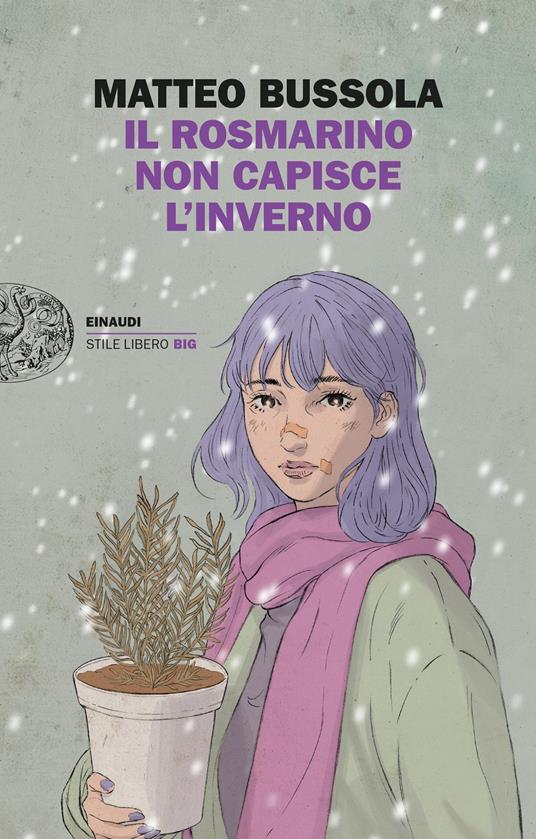 MATTEO BUSSOLA
IL ROSMARINO
NON CAPISCE
L'INVERNO
EINAUDI
STILE LIBERO BIG